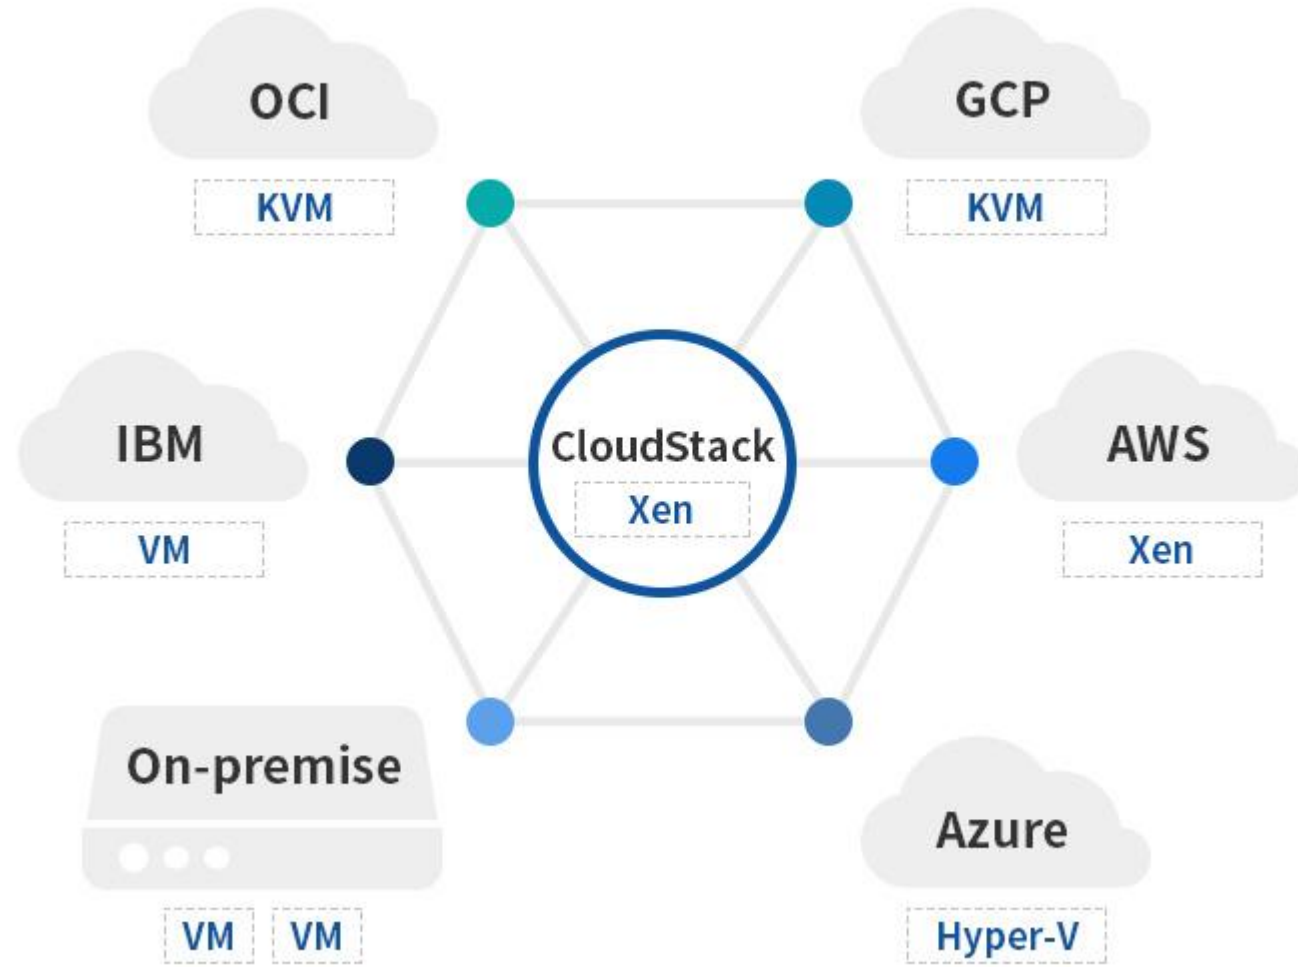 OCI
KVM
GCP
KVM
IBM
VM
CloudStack
Xen
AWS
Xen
On-premise
VM VM
Azure
Hyper-V